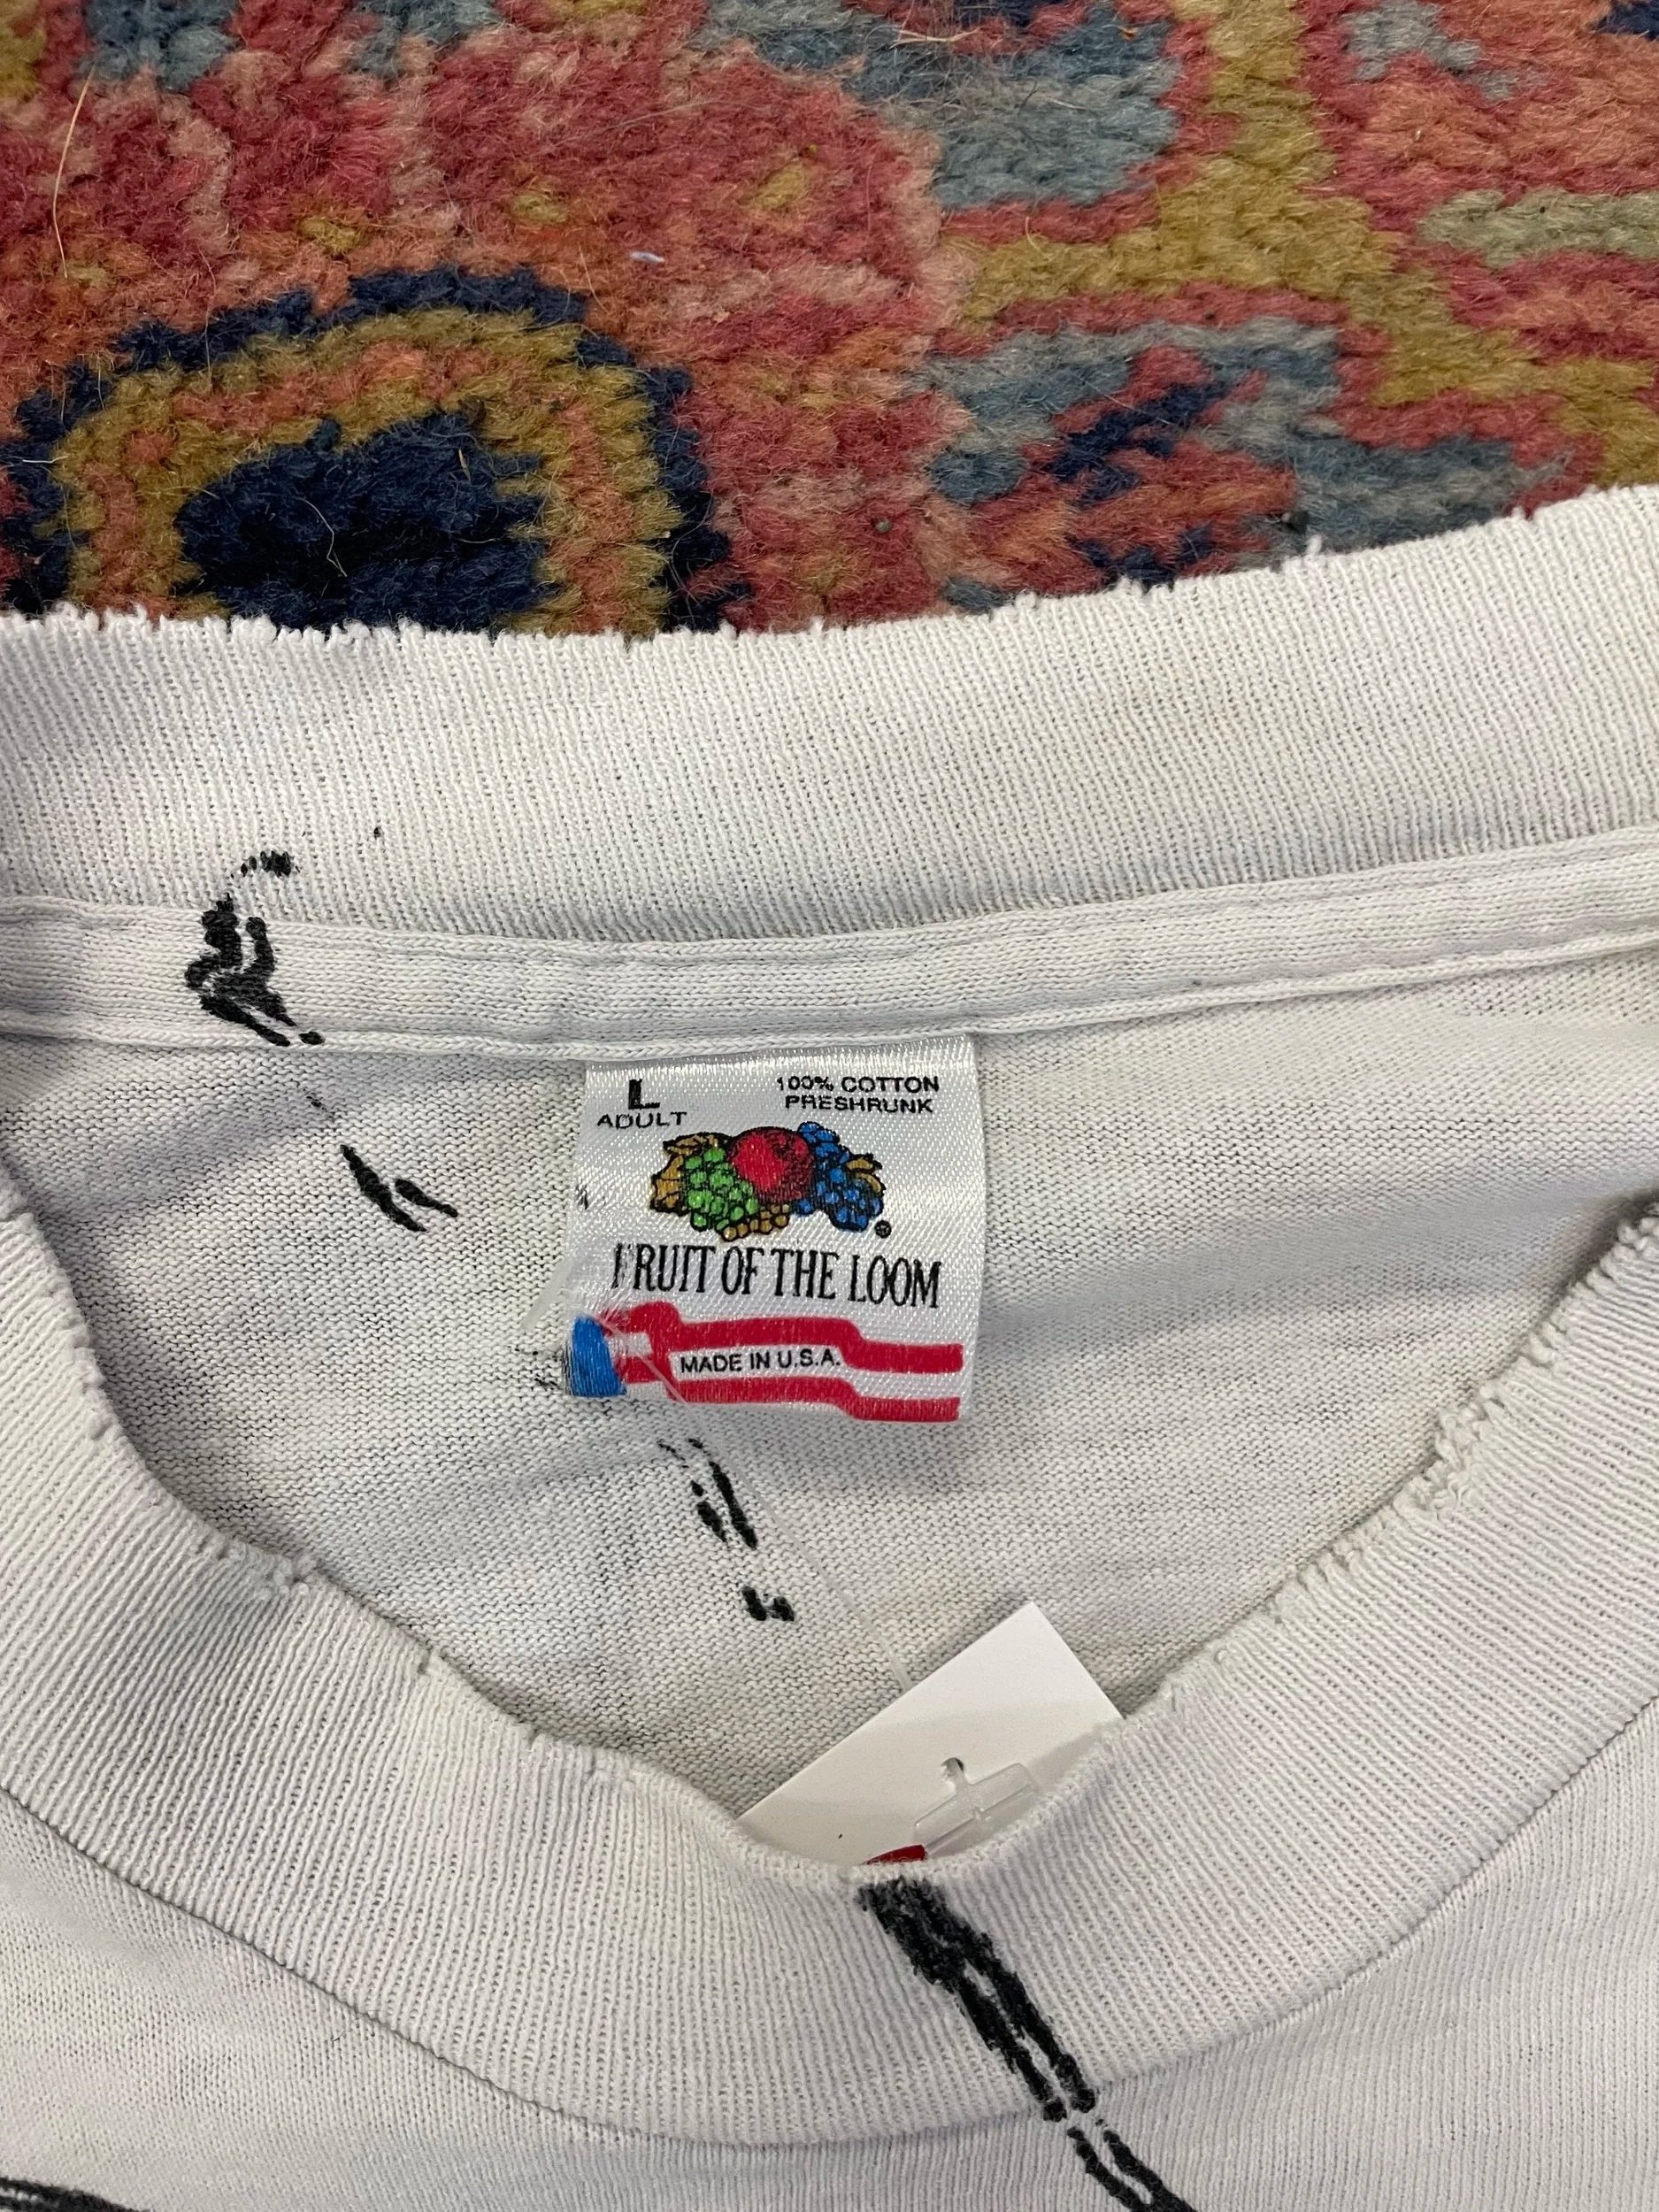 L
ADULT
100% COTTON
PRESHRUNK
®
FRUIT OF THE LOOM
MADE IN U.S.A.